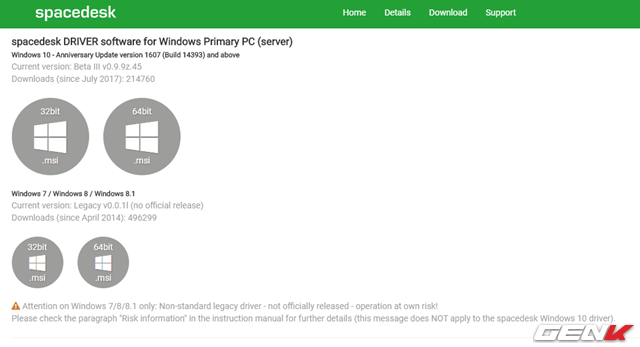 spacedesk
Home Details Download Support
spacedesk DRIVER software for Windows Primary PC (server)
Windows 10 - Anniversary Update version 1607 (Build 14393) and above
Current version: Beta III v0.9.9z.45
Downloads (since July 2017): 214760
32bit 64bit
.msi .msi
Windows 7 / Windows 8 / Windows 8.1
Current version: Legacy v0.0.1l (no official release)
Downloads (since April 2014): 496299
32bit 64bit
.msi .msi
Attention on Windows 7/8/8.1 only: Non-standard legacy driver - not officially released - operation at own risk!
Please check the paragraph "Risk information" in the instruction manual for further details (this message does NOT apply to the spacedesk Windows 10 driver).
GENK